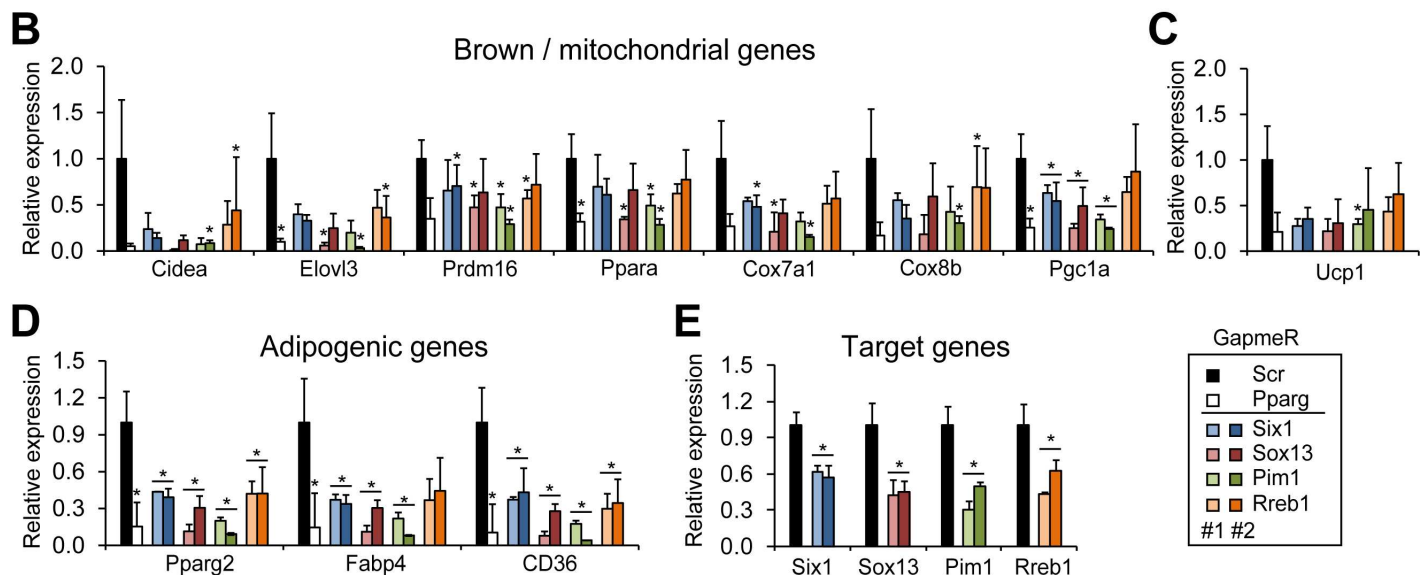 B
Brown / mitochondrial genes
Relative expression
2.0
1.5
1.0
0.5
0.0
* * * * * * * * * * * * * * * * * * * * * * * *
Cidea Elovl3 Prdm16 Ppara Cox7a1 Cox8b Pgc1a
C
Relative expression
2.0
1.5
1.0
0.5
0.0
*
Ucp1
D
Adipogenic genes
Relative expression
1.5
1.2
0.9
0.6
0.3
0.0
* * * * * * * * * * * * * *
Pparg2 Fabp4 CD36
E
Target genes
Relative expression
1.5
1.2
0.9
0.6
0.3
0.0
* * * *
Six1 Sox13 Pim1 Rreb1
GapmeR
Scr
Pparg
Six1
Sox13
Pim1
Rreb1
#1 #2